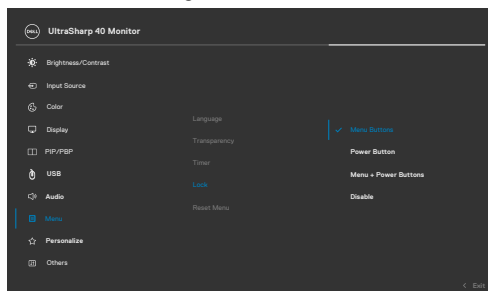 DELL UltraSharp 40 Monitor
Brightness/Contrast
Input Source
Color
Display
PIP/PBP
USB
Audio
Menu
Personalize
Others
Language
Transparency
Timer
Lock
Reset Menu
✓ Menu Buttons
Power Button
Menu + Power Buttons
Disable
< Exit